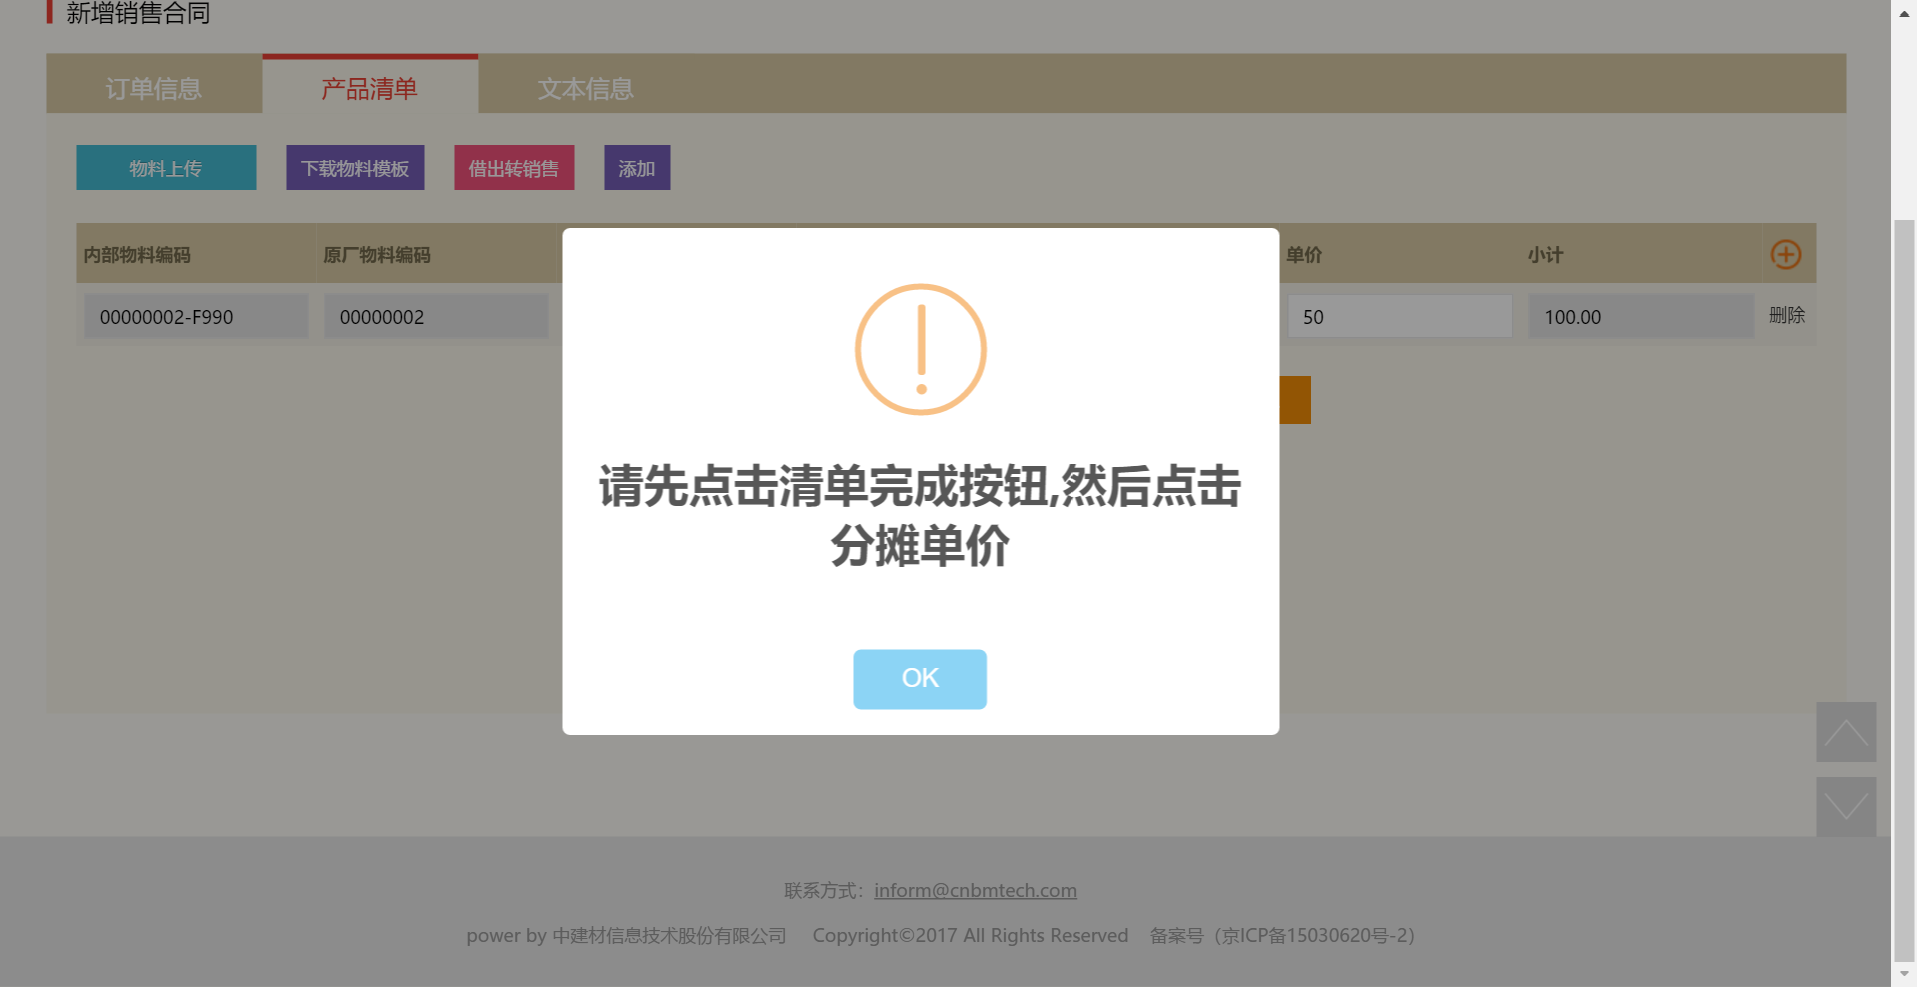 新增销售合同
订单信息 产品清单 文本信息
物料上传 下载物料模板 借出转销售 添加
内部物料编码 原厂物料编码 单价 小计
00000002-F990 00000002 50 100.00 删除
请先点击清单完成按钮,然后点击
分摊单价
OK
联系方式：inform@cnbmtech.com
power by 中建材信息技术股份有限公司 Copyright©2017 All Rights Reserved 备案号（京ICP备15030620号-2）